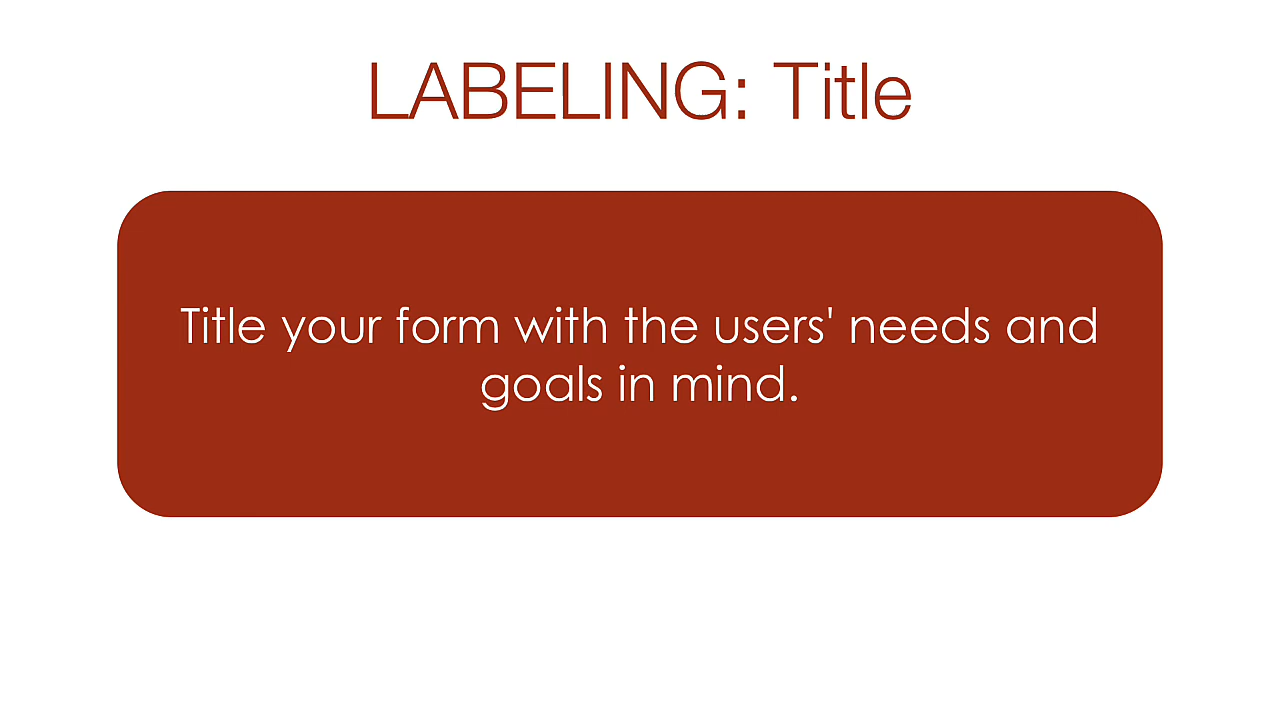 LABELING: Title
Title your form with the users' needs and
goals in mind.